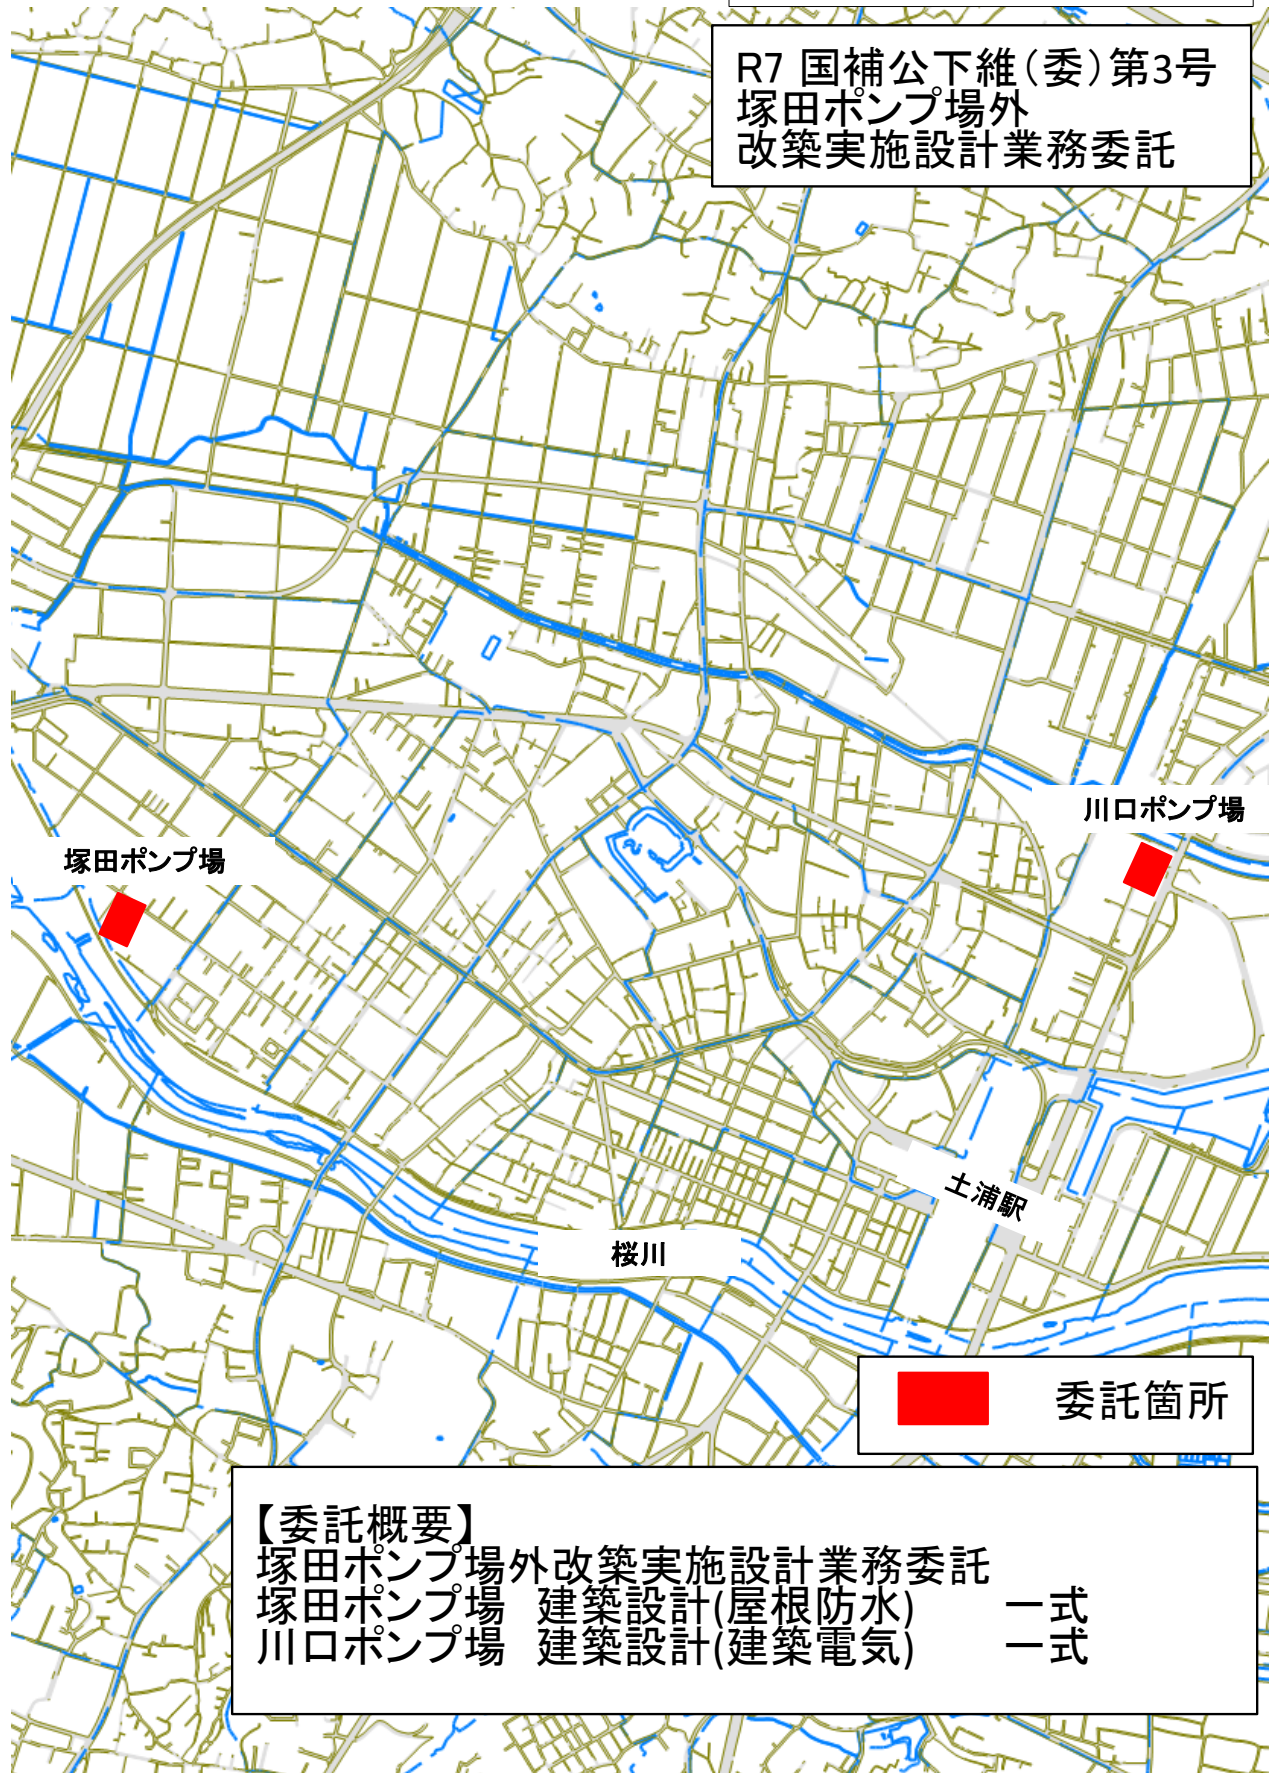 R7 国補公下維(委)第3号
塚田ポンプ場外
改築実施設計業務委託
川口ポンプ場
塚田ポンプ場
土浦駅
桜川
委託箇所
【委託概要】
塚田ポンプ場外改築実施設計業務委託
塚田ポンプ場 建築設計(屋根防水) 一式
川口ポンプ場 建築設計(建築電気) 一式